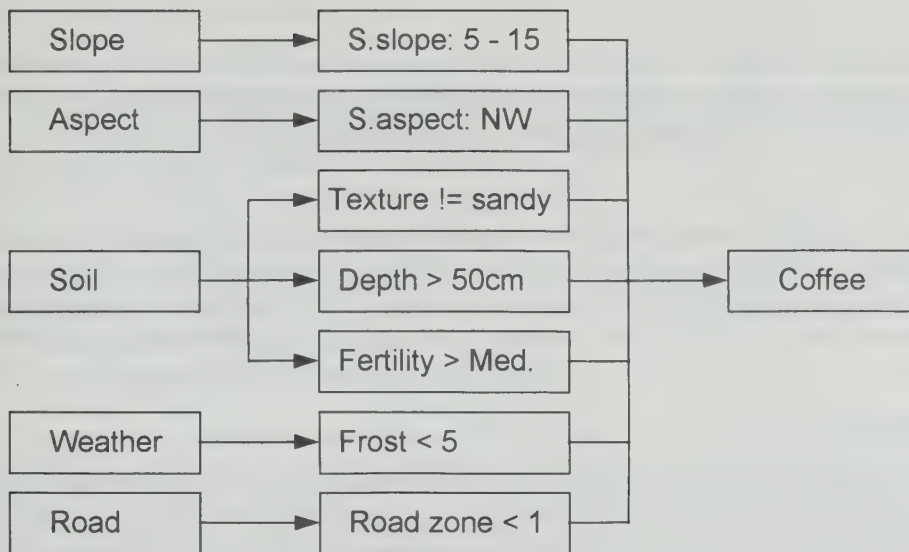 Slope
S.slope: 5 - 15
Aspect
S.aspect: NW
Texture != sandy
Soil
Depth > 50cm
Coffee
Fertility > Med.
Weather
Frost < 5
Road
Road zone < 1